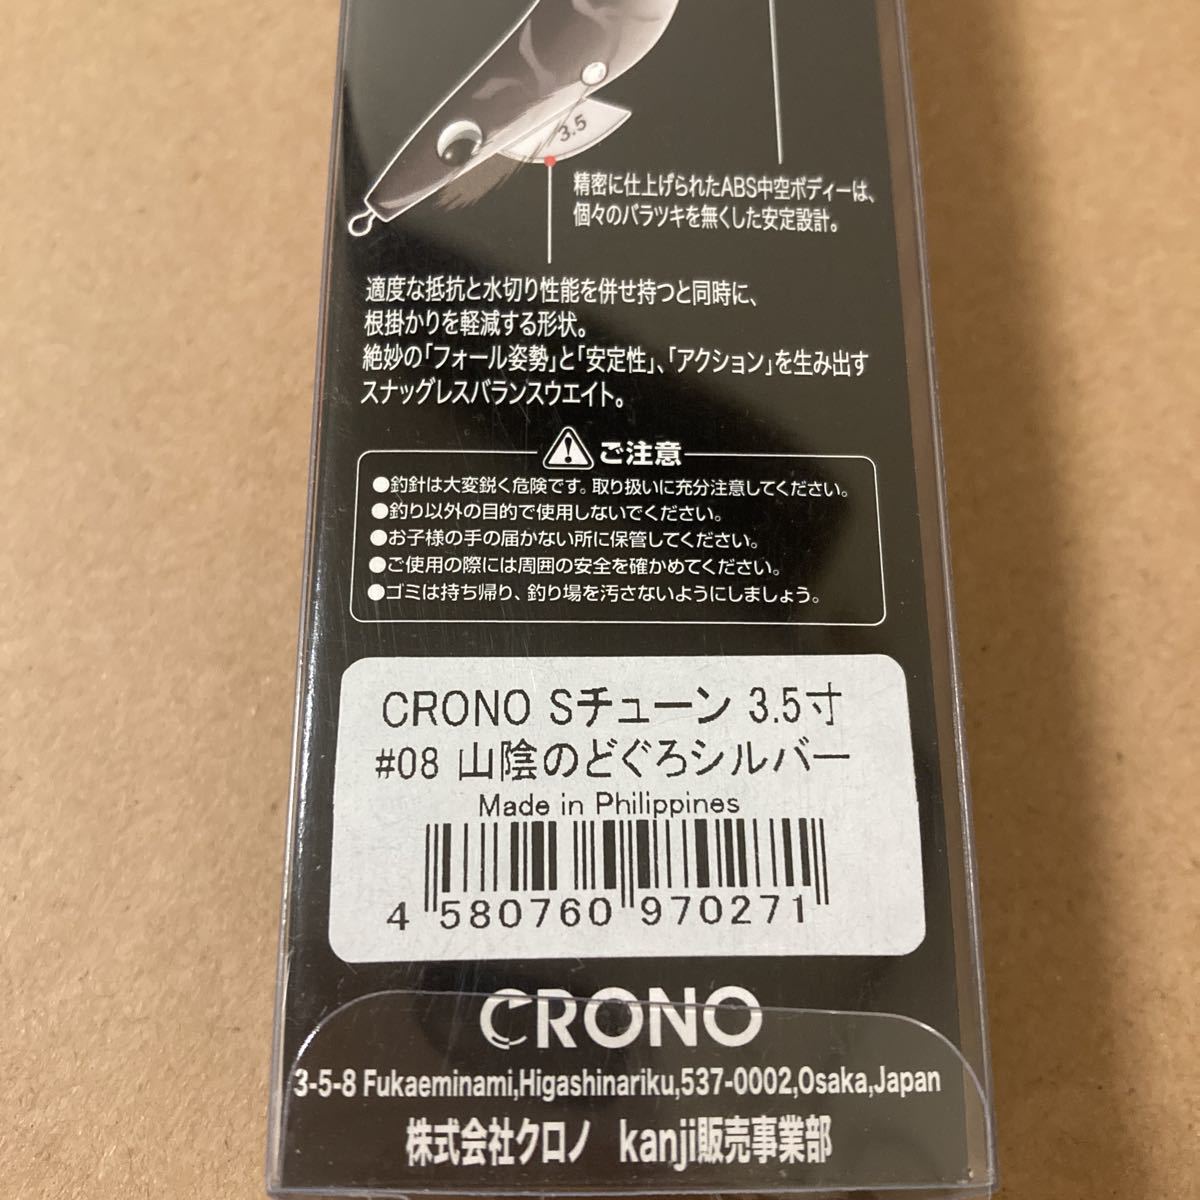 3.5
精密に仕上げられたABS中空ボディーは、
個々のバラツキを無くした安定設計。
適度な抵抗と水切り性能を併せ持つと同時に、
根掛かりを軽減する形状。
絶妙の「フォール姿勢」と「安定性」、「アクション」を生み出す
スナッグレスバランスウエイト。
ご注意
●釣針は大変鋭く危険です。取り扱いに充分注意してください。
●釣り以外の目的で使用しないでください。
●お子様の手の届かない所に保管してください。
●ご使用の際には周囲の安全を確かめてください。
●ゴミは持ち帰り、釣り場を汚さないようにしましょう。
CRONO Sチューン 3.5寸
#08 山陰のどぐろシルバー
Made in Philippines
4 580760 970271
CRONO
3-5-8 Fukaeminami,Higashinariku,537-0002,Osaka,Japan
株式会社クロノ kanji販売事業部